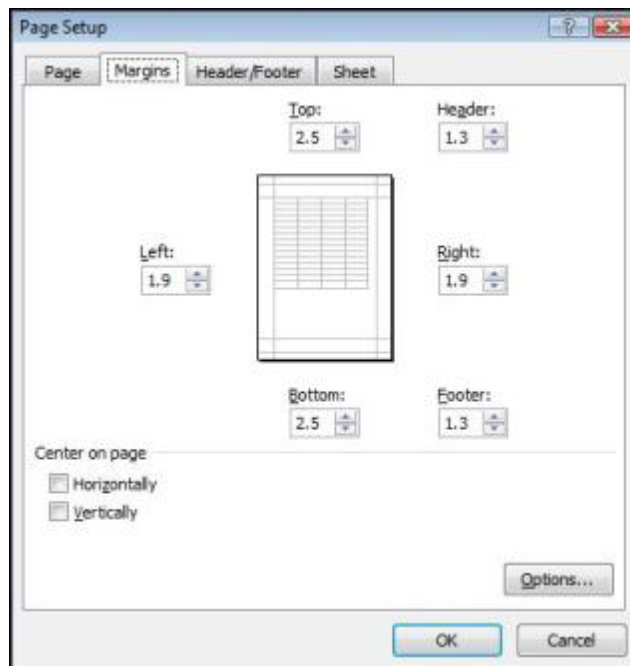 Page Setup
Page Margins Header/Footer Sheet
Top: Header:
2.5 1.3
Left: Right:
1.9 1.9
Bottom: Footer:
2.5 1.3
Center on page
Horizontally
Vertically
Options...
OK Cancel